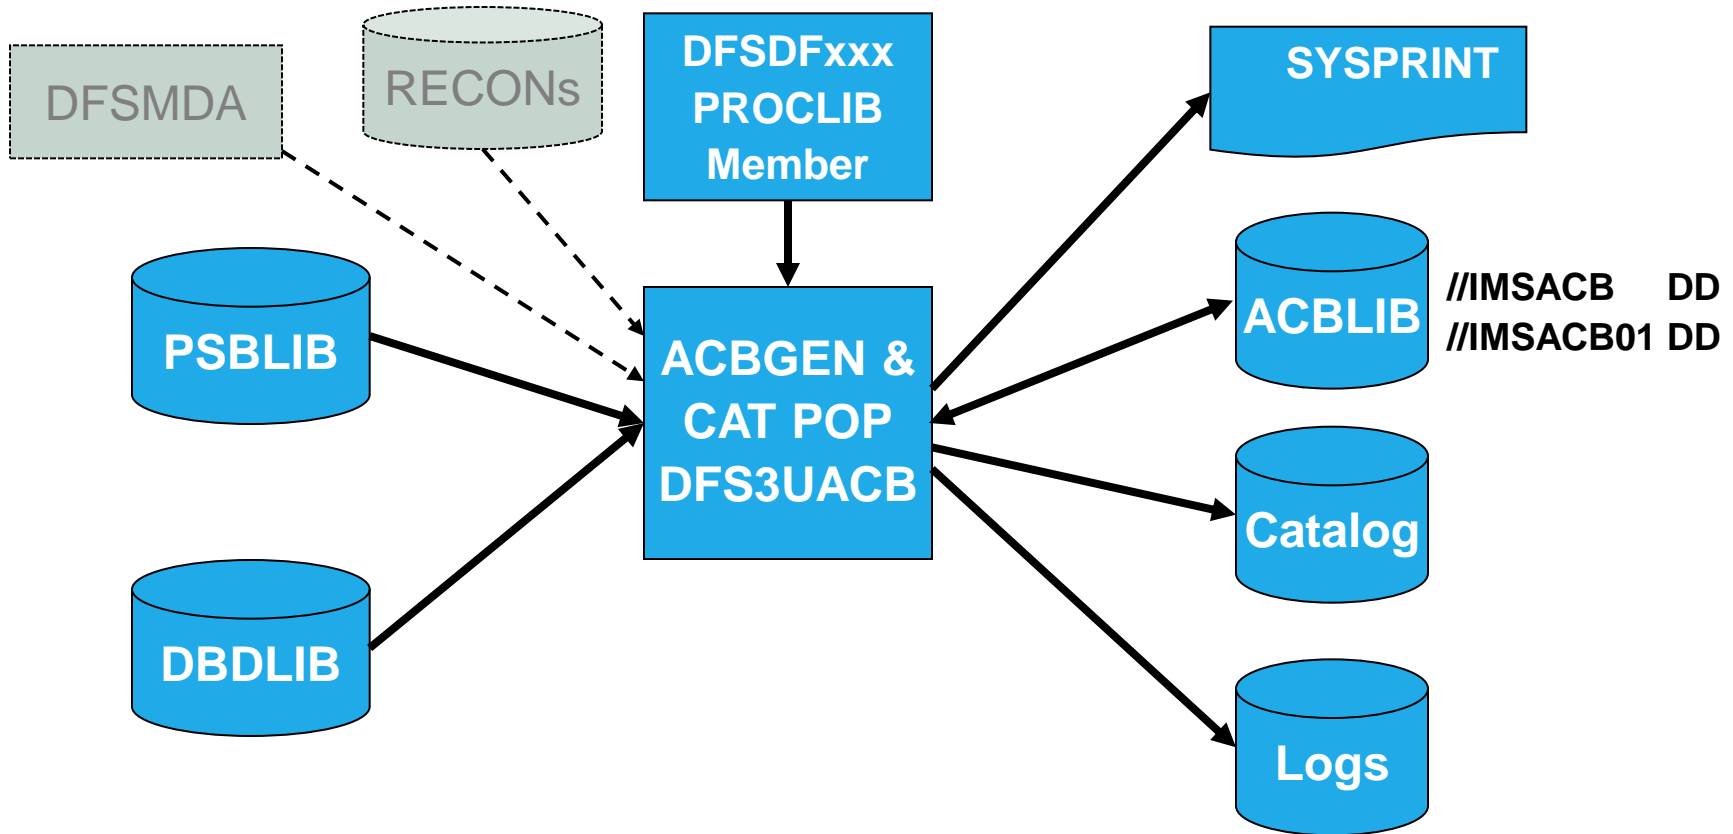 DFSMDA
RECONs
DFSDFxxx
PROCLIB
Member
SYSPRINT
PSBLIB
ACBGEN &
CAT POP
DFS3UACB
ACBLIB
//IMSACB DD
//IMSACB01 DD
Catalog
DBDLIB
Logs